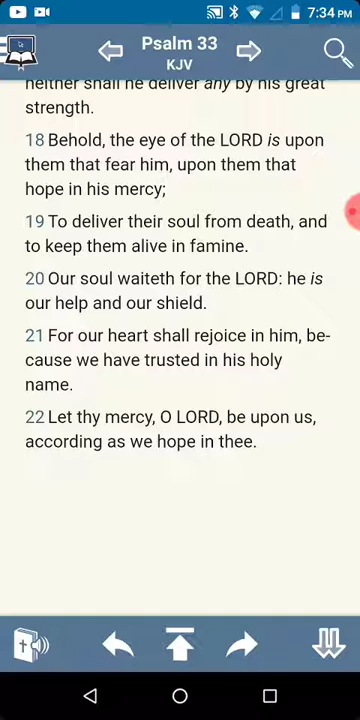 7:34 PM
Psalm 33
KJV
neither shall he deliver any by his great
strength.
18 Behold, the eye of the LORD is upon
them that fear him, upon them that
hope in his mercy;
19 To deliver their soul from death, and
to keep them alive in famine.
20 Our soul waiteth for the LORD: he is
our help and our shield.
21 For our heart shall rejoice in him, be-
cause we have trusted in his holy
name.
22 Let thy mercy, O LORD, be upon us,
according as we hope in thee.